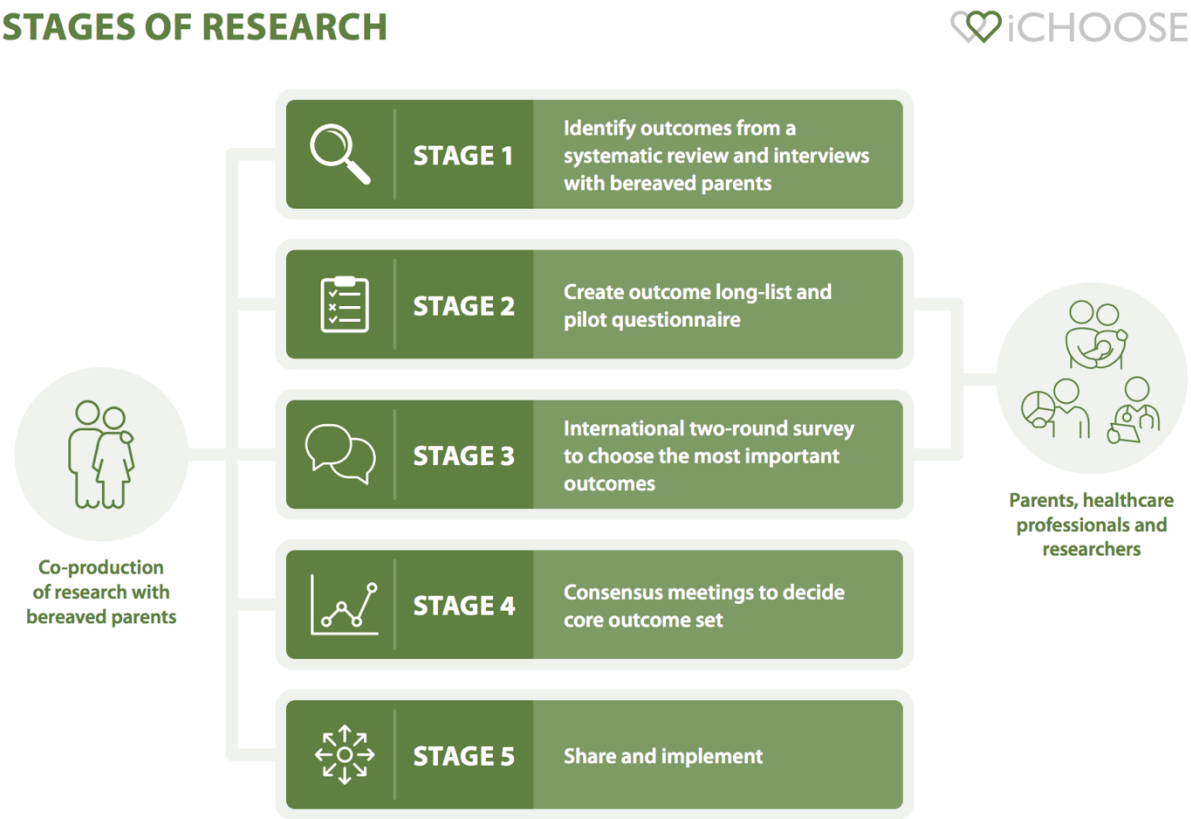 STAGES OF RESEARCH
iCHOOSE
STAGE 1
Identify outcomes from a
systematic review and interviews
with bereaved parents
STAGE 2
Create outcome long-list and
pilot questionnaire
STAGE 3
International two-round survey
to choose the most important
outcomes
STAGE 4
Consensus meetings to decide
core outcome set
STAGE 5
Share and implement
Co-production
of research with
bereaved parents
Parents, healthcare
professionals and
researchers